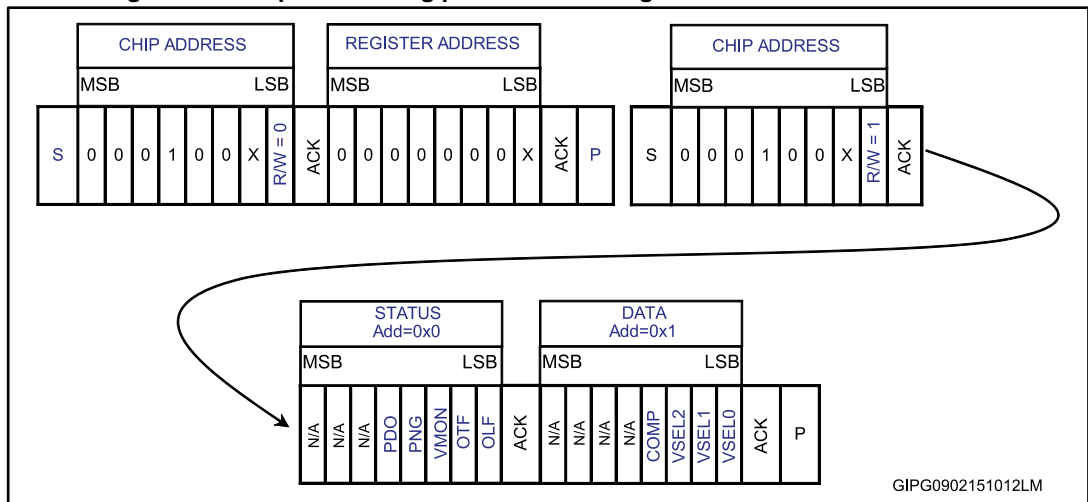 CHIP ADDRESS REGISTER ADDRESS CHIP ADDRESS
MSB LSB MSB LSB MSB LSB
S 0 0 0 1 0 0 X R/W = 0 ACK 0 0 0 0 0 0 0 X ACK P S 0 0 0 1 0 0 X R/W = 1 ACK
STATUS DATA
Add=0x0 Add=0x1
MSB LSB MSB LSB
N/A N/A N/A PDO PNG VMON OTF OLF ACK N/A N/A N/A N/A COMP VSEL2 VSEL1 VSEL0 ACK P
GIPG0902151012LM